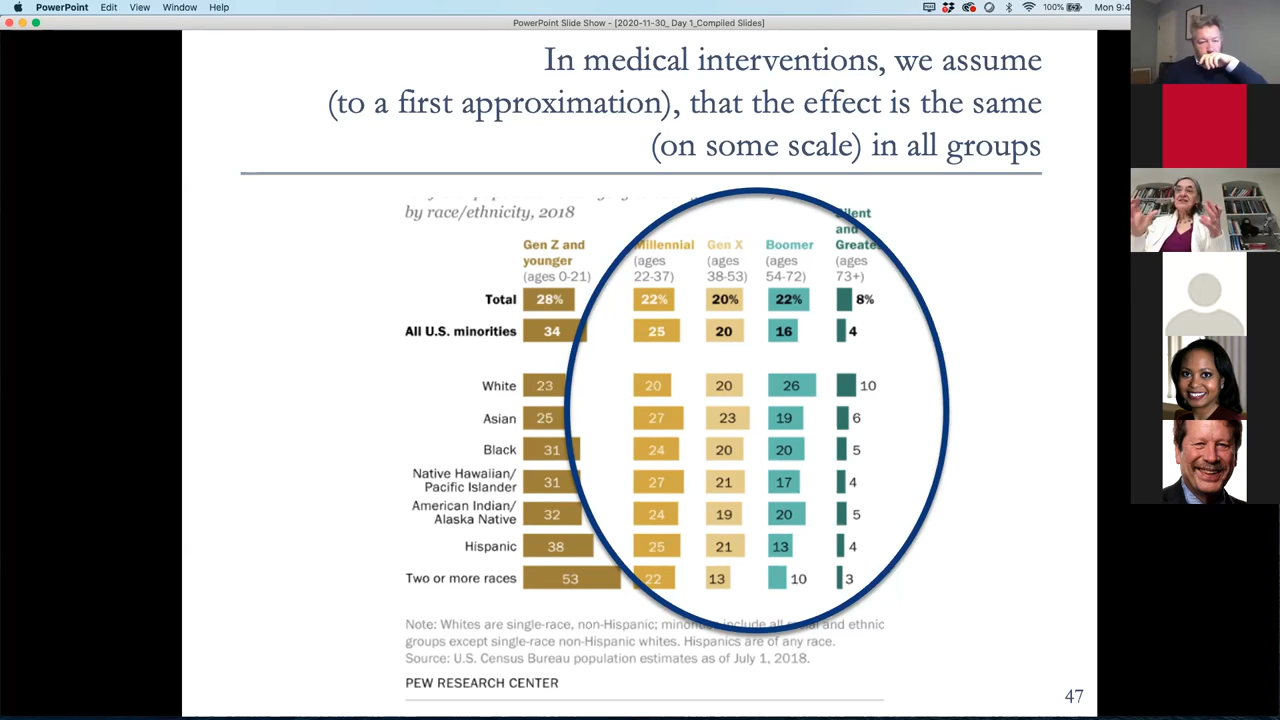 PowerPoint Edit View Window Help
100%
Mon 9:4
PowerPoint Slide Show - [2020-11-30_ Day 1_Compiled Slides]
In medical interventions, we assume
(to a first approximation), that the effect is the same
(on some scale) in all groups
by race/ethnicity, 2018
Gen Z and younger (ages 0-21)
Millennial (ages 22-37)
Gen X (ages 38-53)
Boomer (ages 54-72)
Silent and Greatest (ages 73+)
Total 28% 22% 20% 22% 8%
All U.S. minorities 34 25 20 16 4
White 23 20 20 26 10
Asian 25 27 23 19 6
Black 31 24 20 20 5
Native Hawaiian/
Pacific Islander 31 27 21 17 4
American Indian/
Alaska Native 32 24 19 20 5
Hispanic 38 25 21 13 4
Two or more races 53 22 13 10 3
Note: Whites are single-race, non-Hispanic; minorities include all racial and ethnic
groups except single-race non-Hispanic whites. Hispanics are of any race.
Source: U.S. Census Bureau population estimates as of July 1, 2018.
PEW RESEARCH CENTER
47